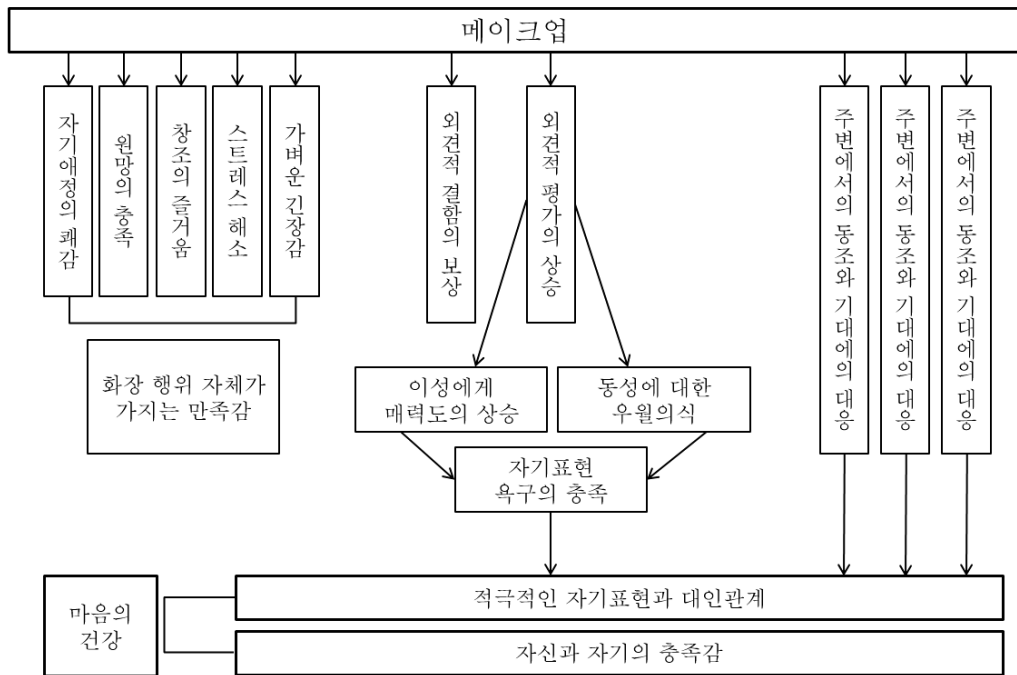 메이크업
자기애정의 쾌감
원망의 충족
창조의 즐거움
스트레스 해소
가벼운 긴장감
외견적 결함의 보상
외견적 평가의 상승
주변에서의 동조와 기대에의 대응
주변에서의 동조와 기대에의 대응
주변에서의 동조와 기대에의 대응
화장 행위 자체가
가지는 만족감
이성에게
매력도의 상승
동성에 대한
우월의식
자기표현
욕구의 충족
마음의
건강
적극적인 자기표현과 대인관계
자신과 자기의 충족감